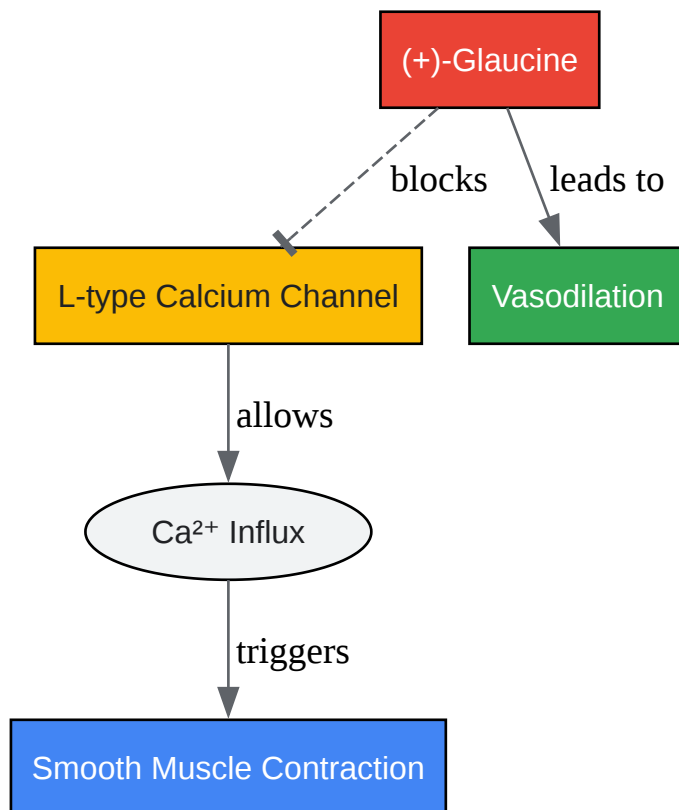 (+)-Glaucine
blocks
leads to
L-type Calcium Channel
Vasodilation
allows
Ca²⁺ Influx
triggers
Smooth Muscle Contraction